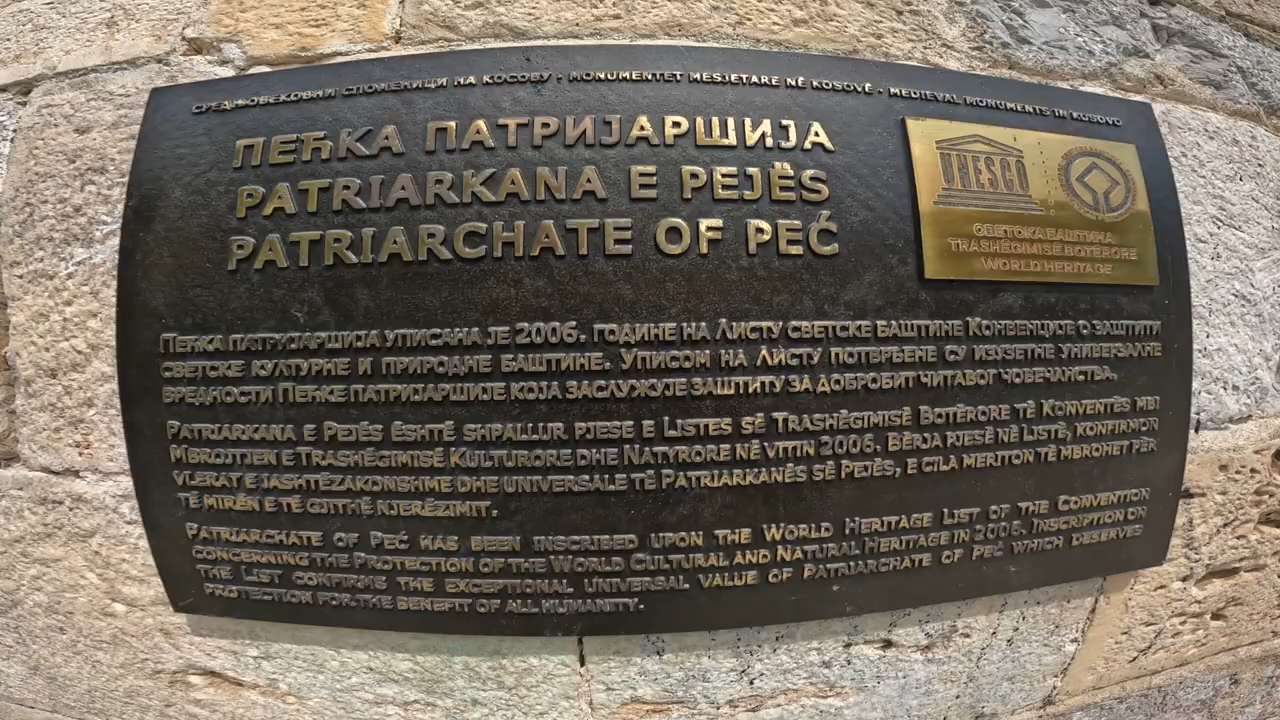 СРЕДЊОВЕКОВНИ СПОМЕНИЦИ НА КОСОВУ · MONUMENTET MESJETARE NË KOSOVË · MEDIEVAL MONUMENTS IN KOSOVO
ПЕЋКА ПАТРИЈАРШИЈА
PATRIARKANA E PEJËS
PATRIARCHATE OF PEĆ
UNESCO
СВЕТСКА БАШТИНА
TRASHËGIMISË BOTËRORE
WORLD HERITAGE
ПЕЋКА ПАТРИЈАРШИЈА УПИСАНА ЈЕ 2006. ГОДИНЕ НА ЛИСТУ СВЕТСКЕ БАШТИНЕ КОНВЕНЦИЈЕ О ЗАШТИТИ
СВЕТСКЕ КУЛТУРНЕ И ПРИРОДНЕ БАШТИНЕ. УПИСОМ НА ЛИСТУ ПОТВРЂЕНЕ СУ ИЗУЗЕТНЕ УНИВЕРЗАЛНЕ
ВРЕДНОСТИ ПЕЋКЕ ПАТРИЈАРШИЈЕ КОЈА ЗАСЛУЖУЈЕ ЗАШТИТУ ЗА ДОБРОБИТ ЧИТАВОГ ЧОВЕЧАНСТВА.
PATRIARKANA E PEJËS ËSHTË SHPALLUR PJESE E LISTES SË TRASHËGIMISË BOTËRORE TË KONVENTËS MBI
MBROJTJEN E TRASHËGIMISË KULTURORE DHE NATYRORE NË VITIN 2006. BËRJA PJESË NË LISTË, KONFIRMON
VLERAT E JASHTËZAKONSHME DHE UNIVERSALE TË PATRIARKANËS SË PEJËS, E CILA MERITON TË MBROHET PËR
TË MIRËN E TË GJITHË NJERËZIMIT.
PATRIARCHATE OF PEĆ HAS BEEN INSCRIBED UPON THE WORLD HERITAGE LIST OF THE CONVENTION
CONCERNING THE PROTECTION OF THE WORLD CULTURAL AND NATURAL HERITAGE IN 2006. INSCRIPTION ON
THE LIST CONFIRMS THE EXCEPTIONAL UNIVERSAL VALUE OF PATRIARCHATE OF PEĆ WHICH DESERVES
PROTECTION FOR THE BENEFIT OF ALL HUMANITY.